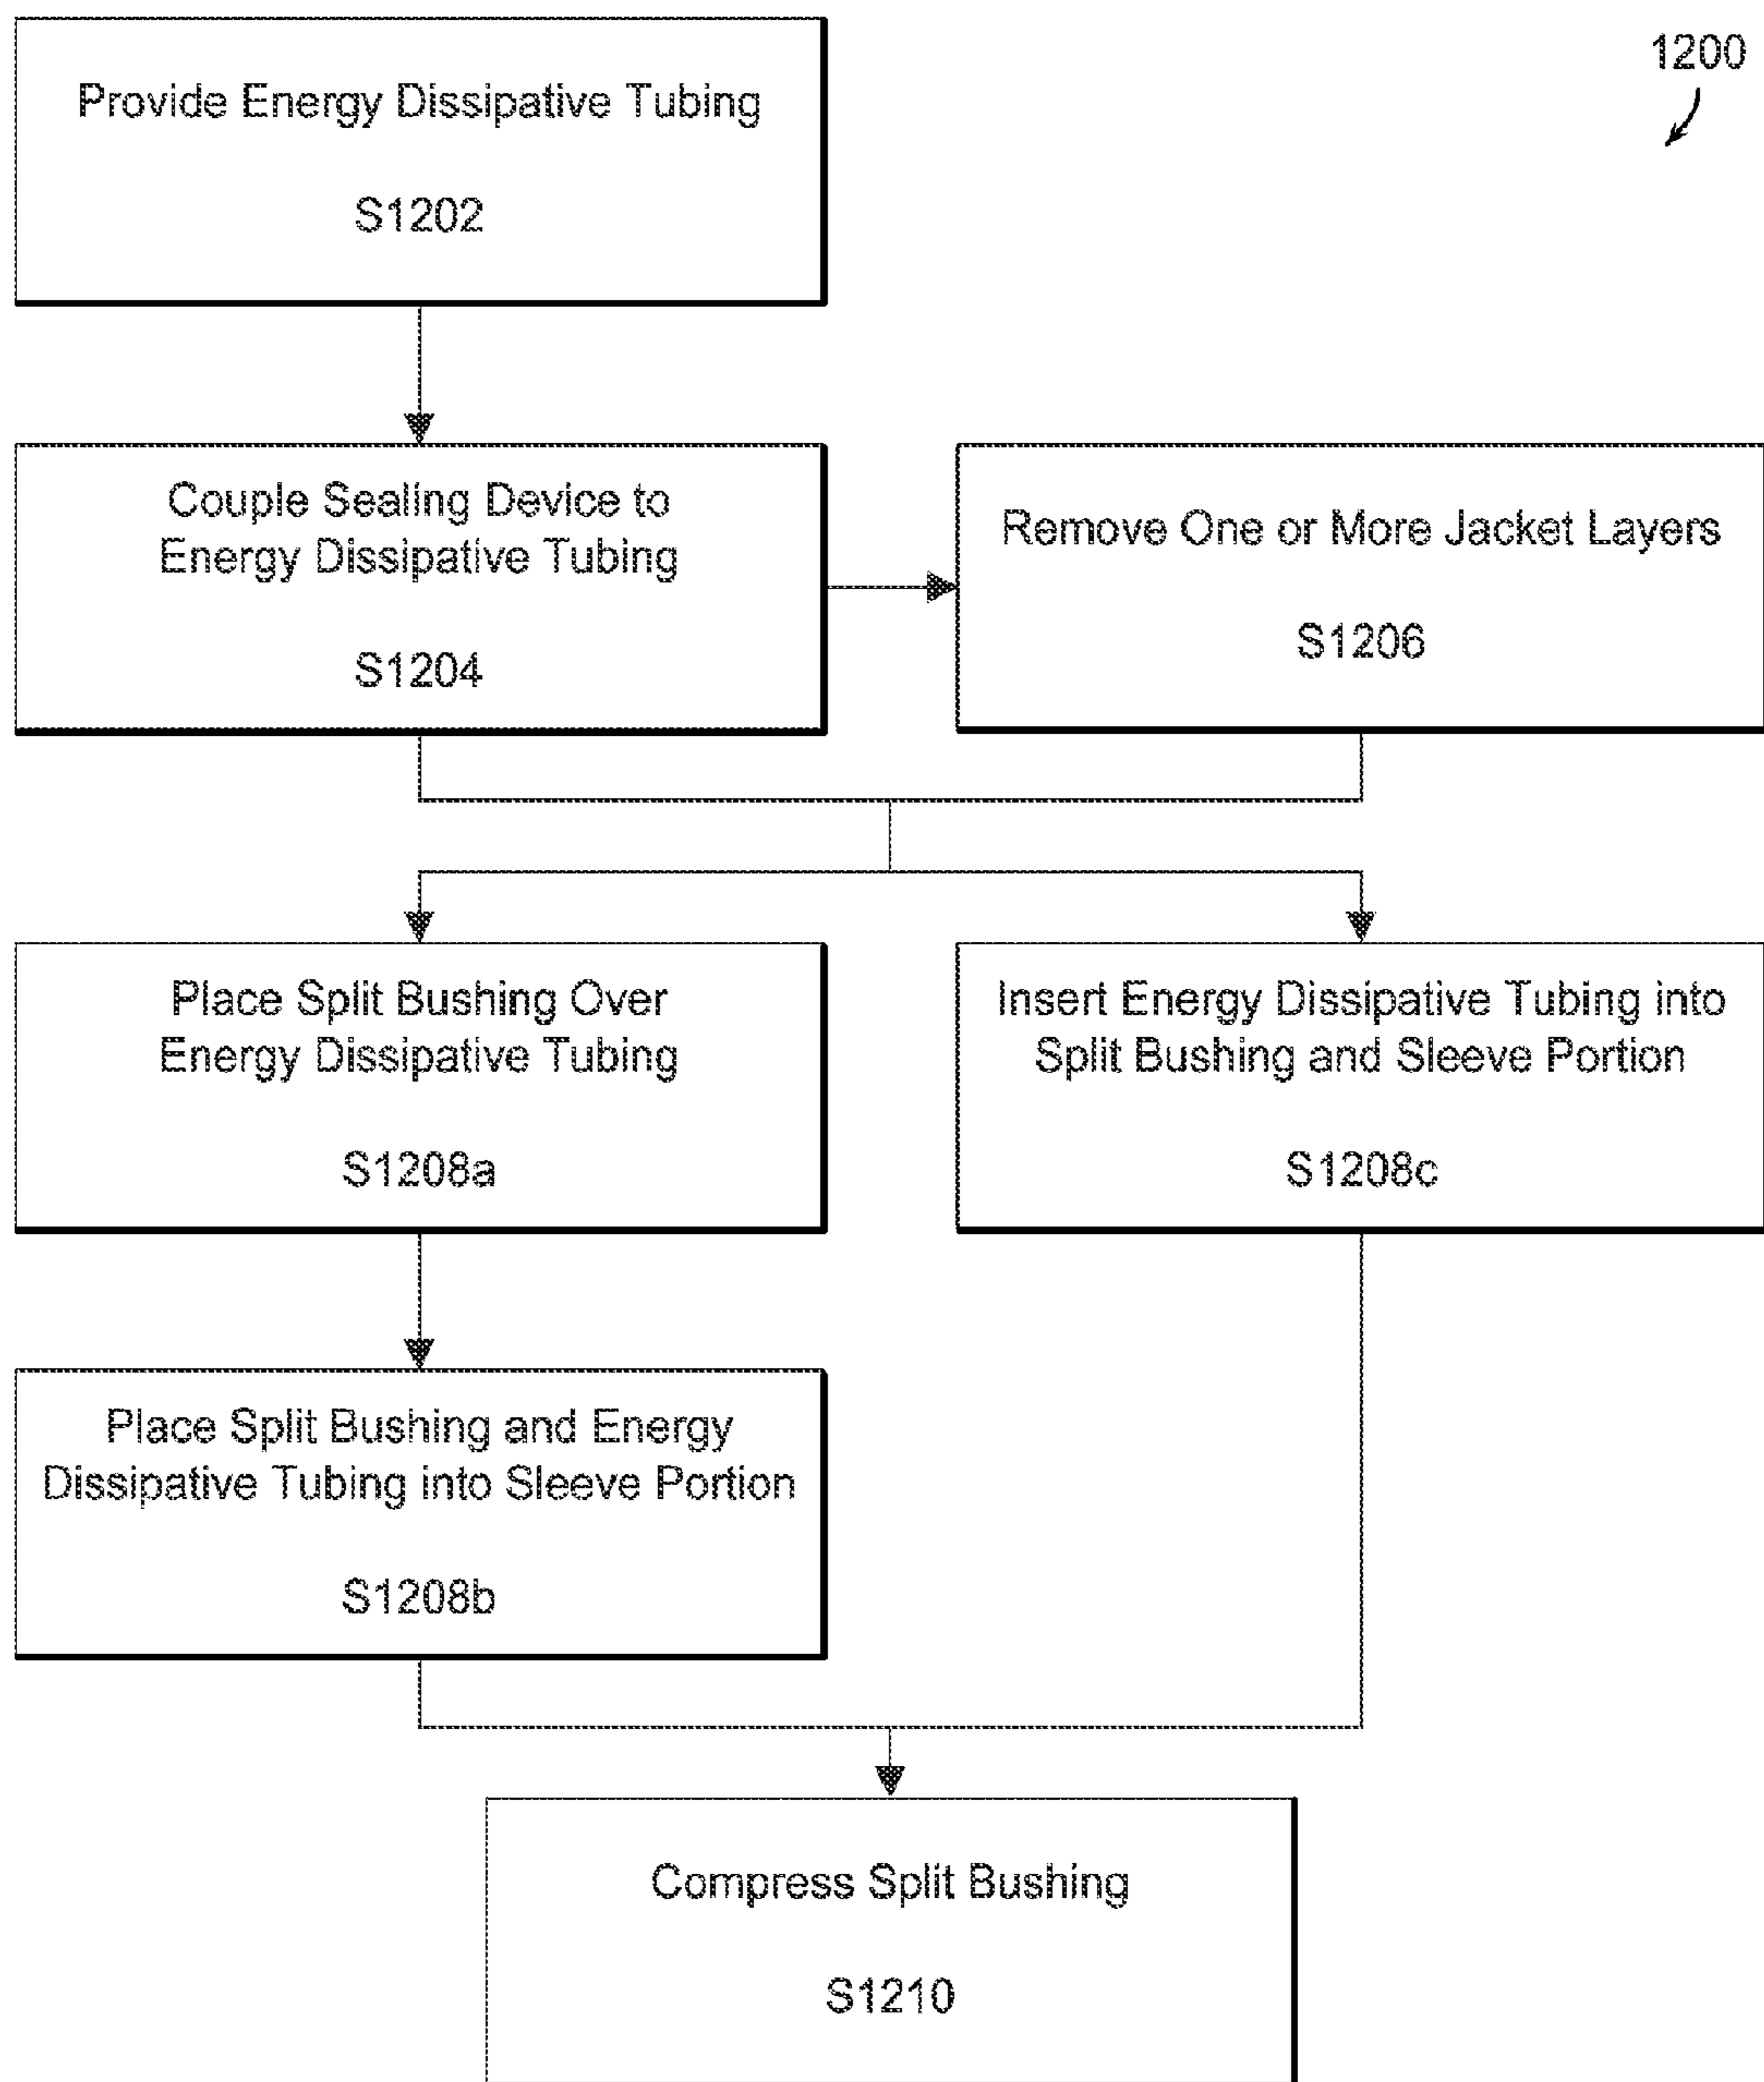 1200
Provide Energy Dissipative Tubing
S1202
Couple Sealing Device to
Energy Dissipative Tubing
S1204
Remove One or More Jacket Layers
S1206
Place Split Bushing Over
Energy Dissipative Tubing
S1208a
Insert Energy Dissipative Tubing into
Split Bushing and Sleeve Portion
S1208c
Place Split Bushing and Energy
Dissipative Tubing into Sleeve Portion
S1208b
Compress Split Bushing
S1210